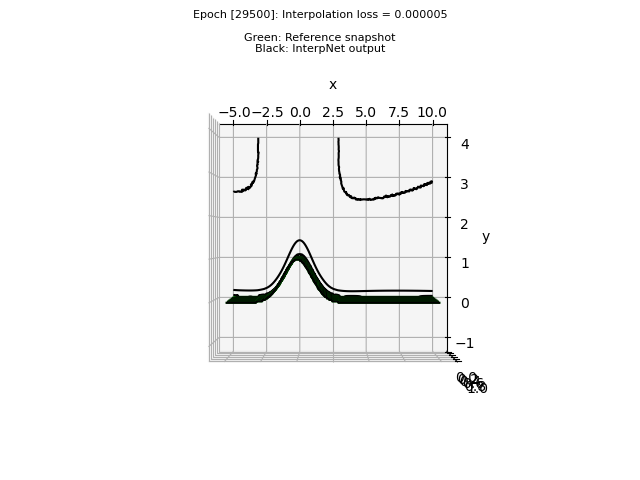 Epoch [29500]: Interpolation loss = 0.000005
Green: Reference snapshot
Black: InterpNet output
x
−5.0 −2.5 0.0 2.5 5.0 7.5 10.0
4
3
2
y
1
0
−1